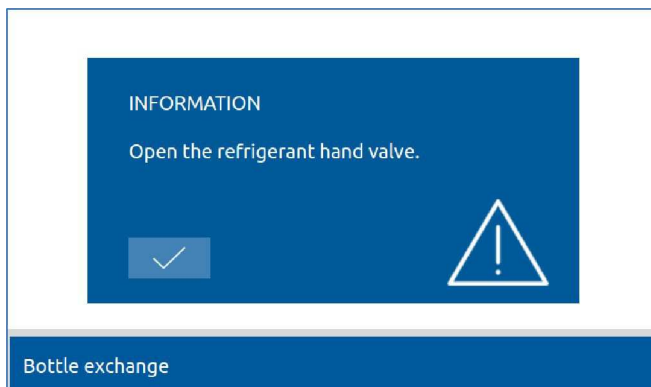 INFORMATION
Open the refrigerant hand valve.
Bottle exchange